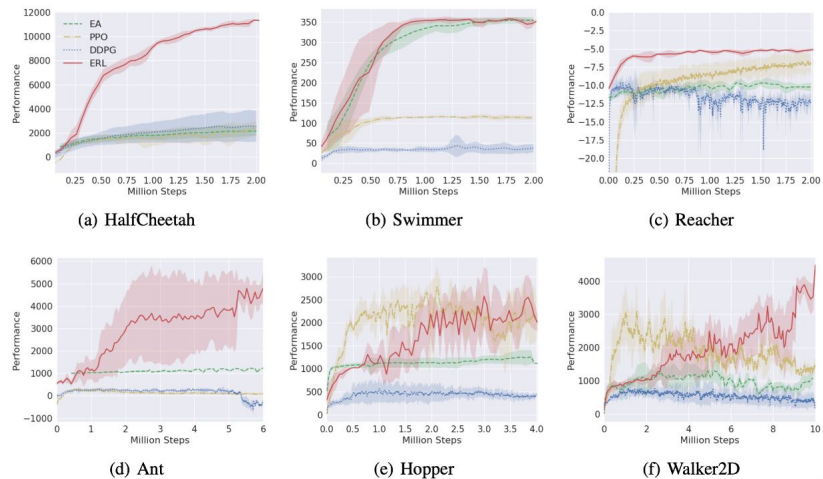 12000
10000
8000
6000
4000
2000
0
Performance
EA
PPO
DDPG
ERL
0.25 0.50 0.75 1.00 1.25 1.50 1.75 2.00
Million Steps
(a) HalfCheetah
350
300
250
200
150
100
50
0
Performance
0.25 0.50 0.75 1.00 1.25 1.50 1.75 2.00
Million Steps
(b) Swimmer
0.0
−2.5
−5.0
−7.5
−10.0
−12.5
−15.0
−17.5
−20.0
Performance
0.00 0.25 0.50 0.75 1.00 1.25 1.50 1.75 2.00
Million Steps
(c) Reacher
6000
5000
4000
3000
2000
1000
0
−1000
Performance
0 1 2 3 4 5 6
Million Steps
(d) Ant
3000
2500
2000
1500
1000
500
0
Performance
0.0 0.5 1.0 1.5 2.0 2.5 3.0 3.5 4.0
Million Steps
(e) Hopper
4000
3000
2000
1000
0
Performance
0 2 4 6 8 10
Million Steps
(f) Walker2D